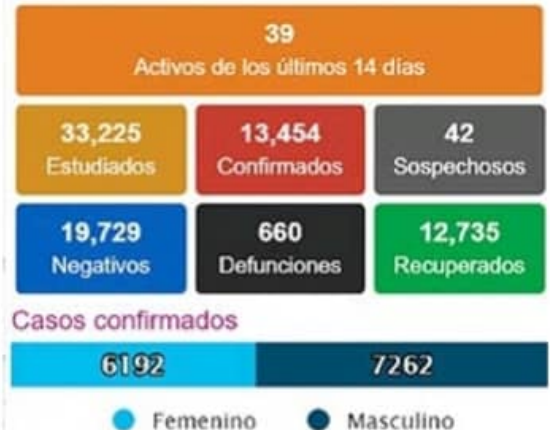 39
Activos de los últimos 14 días
33,225
Estudiados
13,454
Confirmados
42
Sospechosos
19,729
Negativos
660
Defunciones
12,735
Recuperados
Casos confirmados
6192 7262
Femenino Masculino